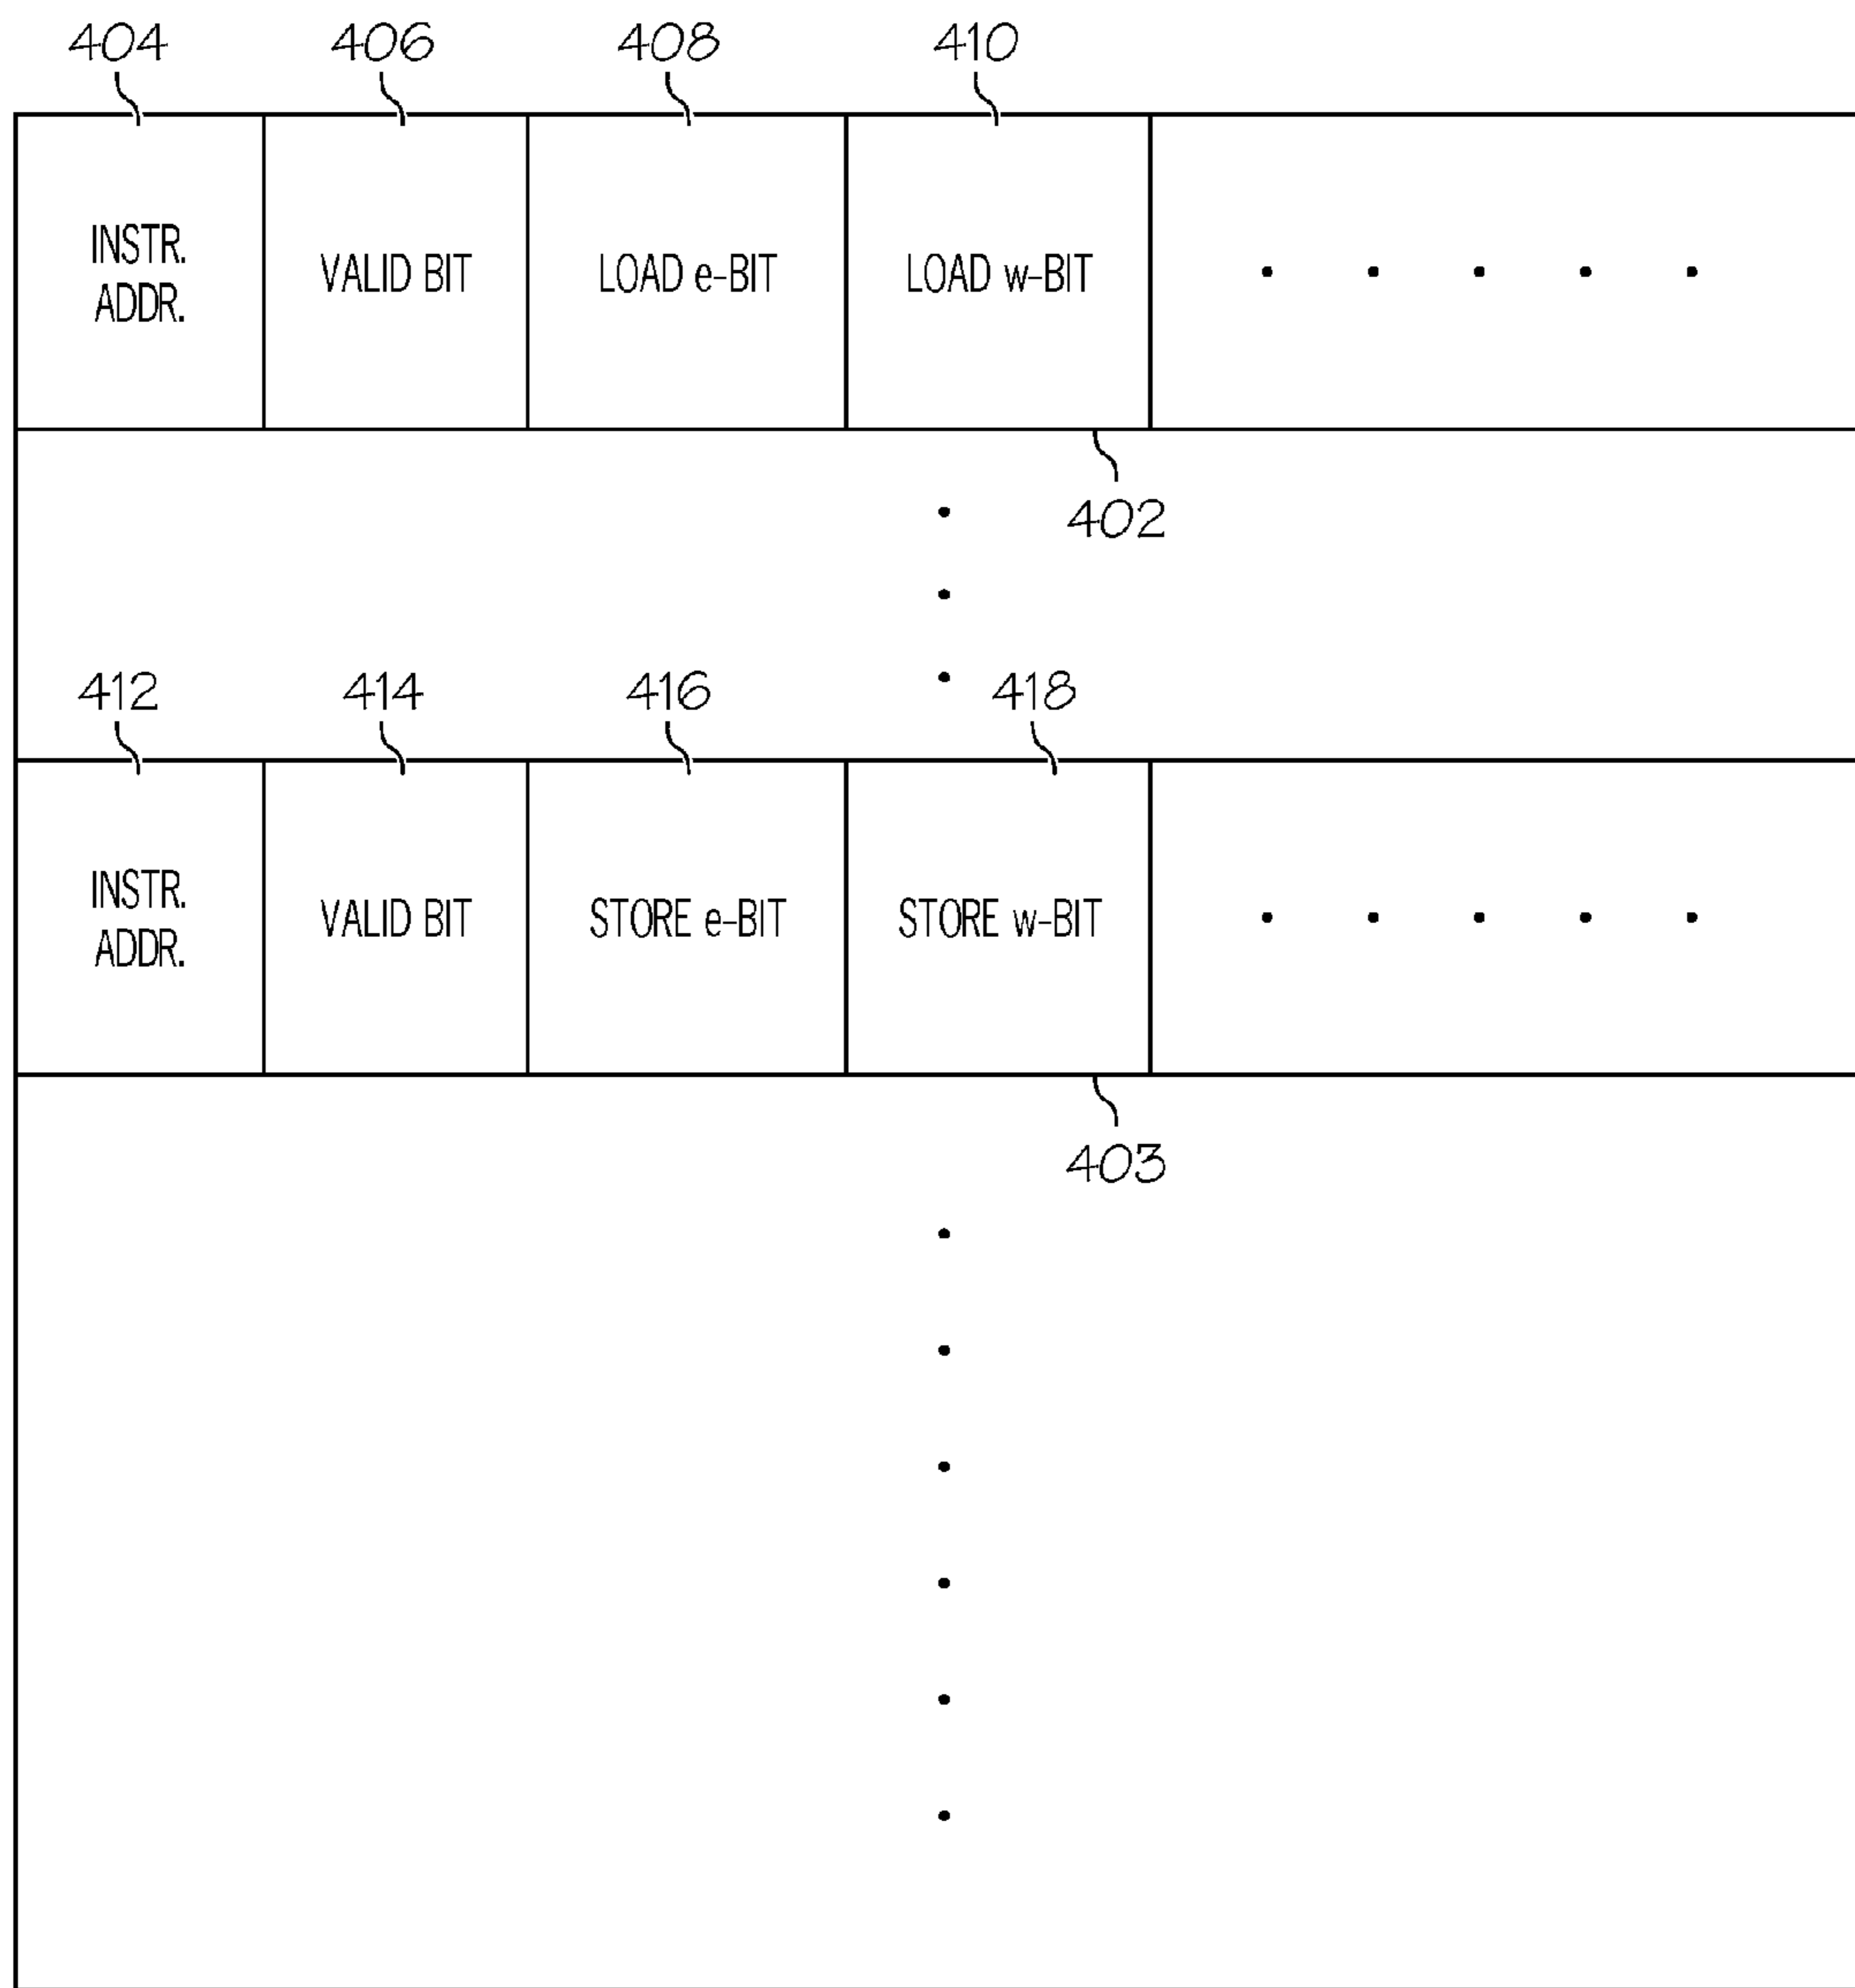 404 406 408 410
INSTR. ADDR. VALID BIT LOAD e-BIT LOAD w-BIT
402
412 414 416 418
INSTR. ADDR. VALID BIT STORE e-BIT STORE w-BIT
403